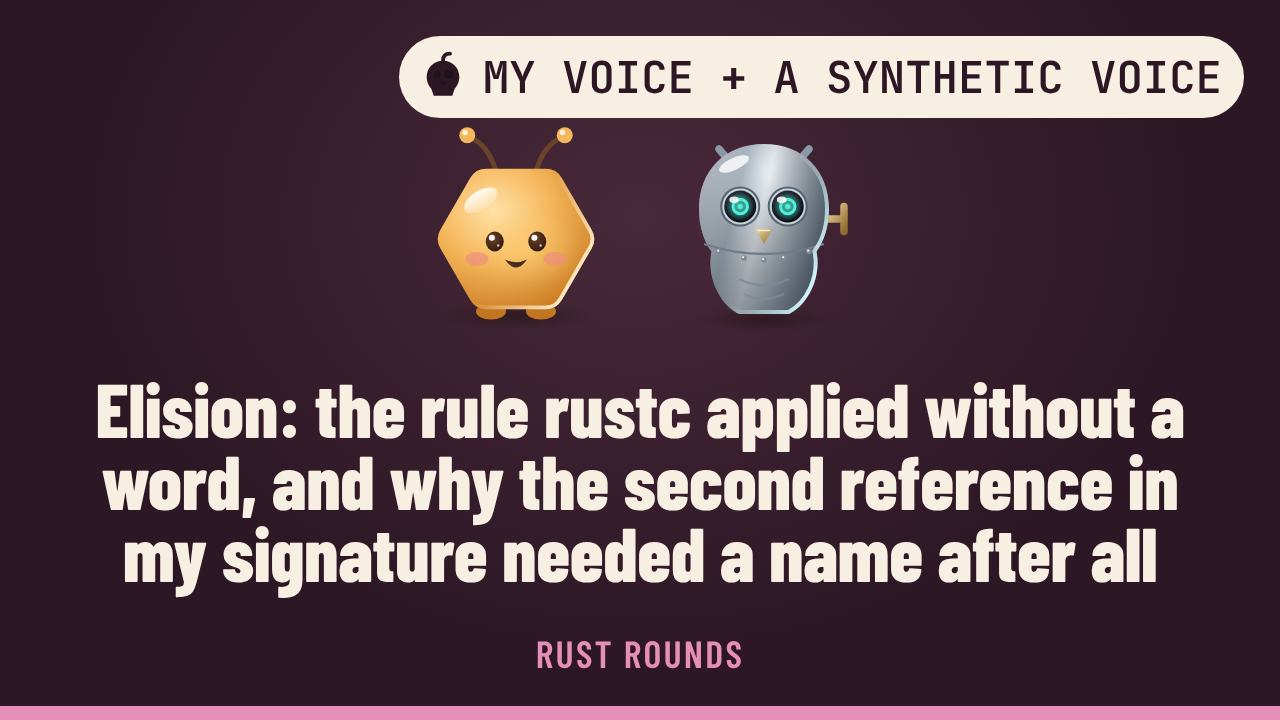 MY VOICE + A SYNTHETIC VOICE
Elision: the rule rustc applied without a
word, and why the second reference in
my signature needed a name after all
RUST ROUNDS